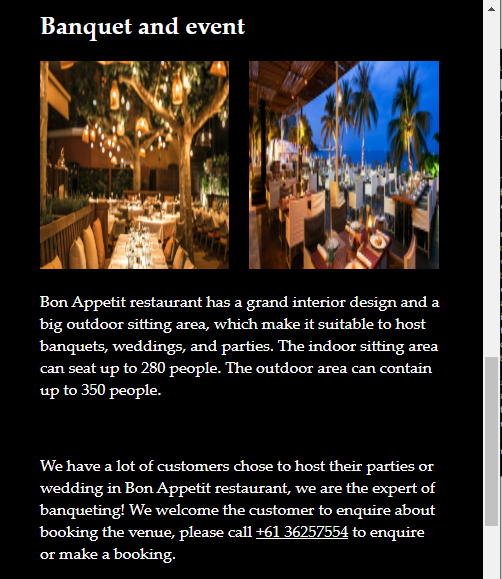 Banquet and event
Bon Appetit restaurant has a grand interior design and a
big outdoor sitting area, which make it suitable to host
banquets, weddings, and parties. The indoor sitting area
can seat up to 280 people. The outdoor area can contain
up to 350 people.
We have a lot of customers chose to host their parties or
wedding in Bon Appetit restaurant, we are the expert of
banqueting! We welcome the customer to enquire about
booking the venue, please call +61 36257554 to enquire
or make a booking.